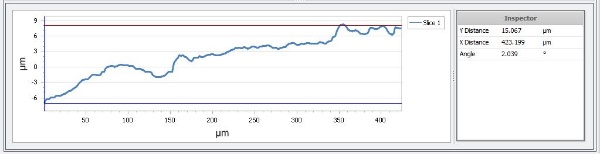 9
6
3
0
-3
-6
µm
50 100 150 200 250 300 350 400
µm
Slice 1
Inspector
Y Distance 15.067 µm
X Distance 423.199 µm
Angle 2.039 °